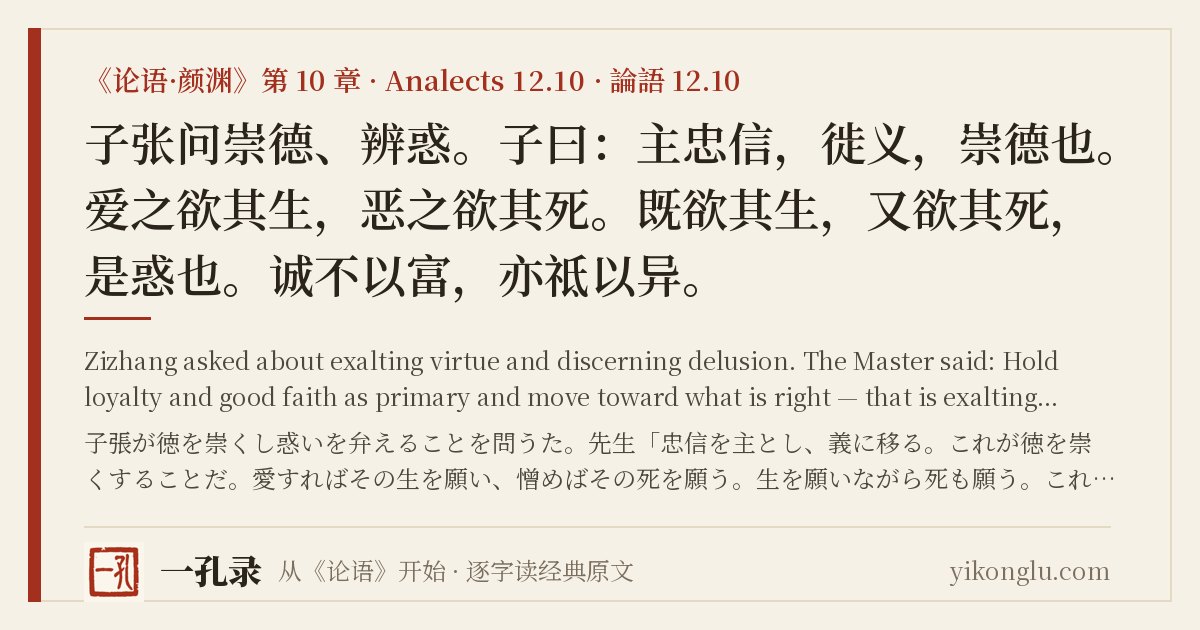 《论语·颜渊》第 10 章 · Analects 12.10 · 論語 12.10
子张问崇德、辨惑。子曰：主忠信，徙义，崇德也。
爱之欲其生，恶之欲其死。既欲其生，又欲其死，
是惑也。诚不以富，亦祗以异。
Zizhang asked about exalting virtue and discerning delusion. The Master said: Hold
loyalty and good faith as primary and move toward what is right — that is exalting...
子張が徳を崇くし惑いを弁えることを問うた。先生「忠信を主とし、義に移る。これが徳を崇
くすることだ。愛すればその生を願い、憎めばその死を願う。生を願いながら死も願う。これ…
一孔
一孔录 从《论语》开始 · 逐字读经典原文 yikonglu.com